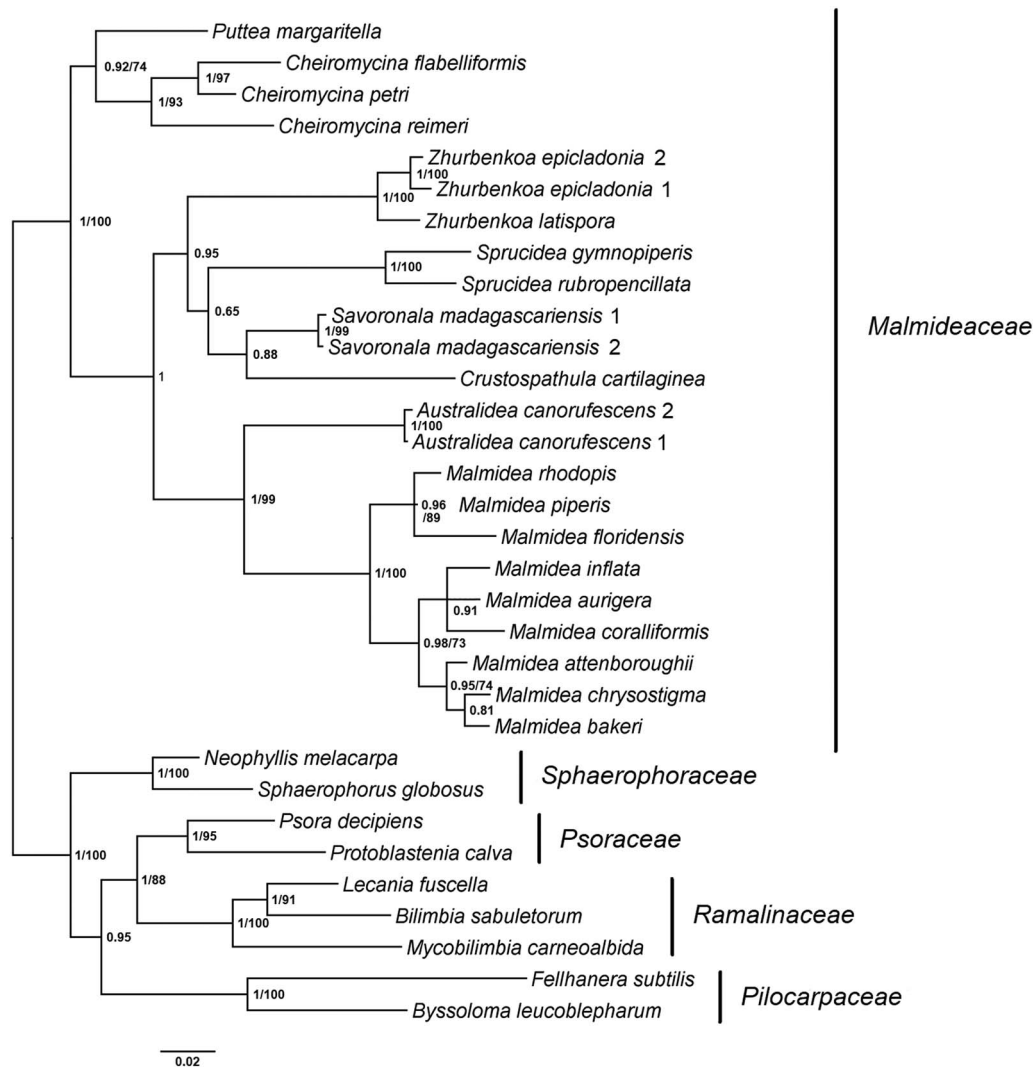 Puttea margaritella
0.92/74
Cheiromycina flabelliformis
1/97
Cheiromycina petri
1/93
Cheiromycina reimeri
1/100
Zhurbenkoa epicladonia 2
1/100
Zhurbenkoa epicladonia 1
1/100
Zhurbenkoa latispora
0.95
Sprucidea gymnopiperis
1/100
Sprucidea rubropencillata
0.65
Savoronala madagascariensis 1
1/99
Savoronala madagascariensis 2
0.88
Crustospathula cartilaginea
1
Australidea canorufescens 2
1/100
Australidea canorufescens 1
1/99
Malmidea rhodopis
0.96
/89
Malmidea piperis
Malmidea floridensis
1/100
Malmidea inflata
Malmidea aurigera
0.91
Malmidea coralliformis
0.98/73
Malmidea attenboroughii
0.95/74
Malmidea chrysostigma
0.81
Malmidea bakeri
Malmideaceae
Neophyllis melacarpa
1/100
Sphaerophorus globosus
Sphaerophoraceae
1/100
Psora decipiens
1/95
Protoblastenia calva
Psoraceae
1/88
Lecania fuscella
1/91
Bilimbia sabuletorum
1/100
Mycobilimbia carneoalbida
Ramalinaceae
0.95
Fellhanera subtilis
1/100
Byssoloma leucoblepharum
Pilocarpaceae
0.02